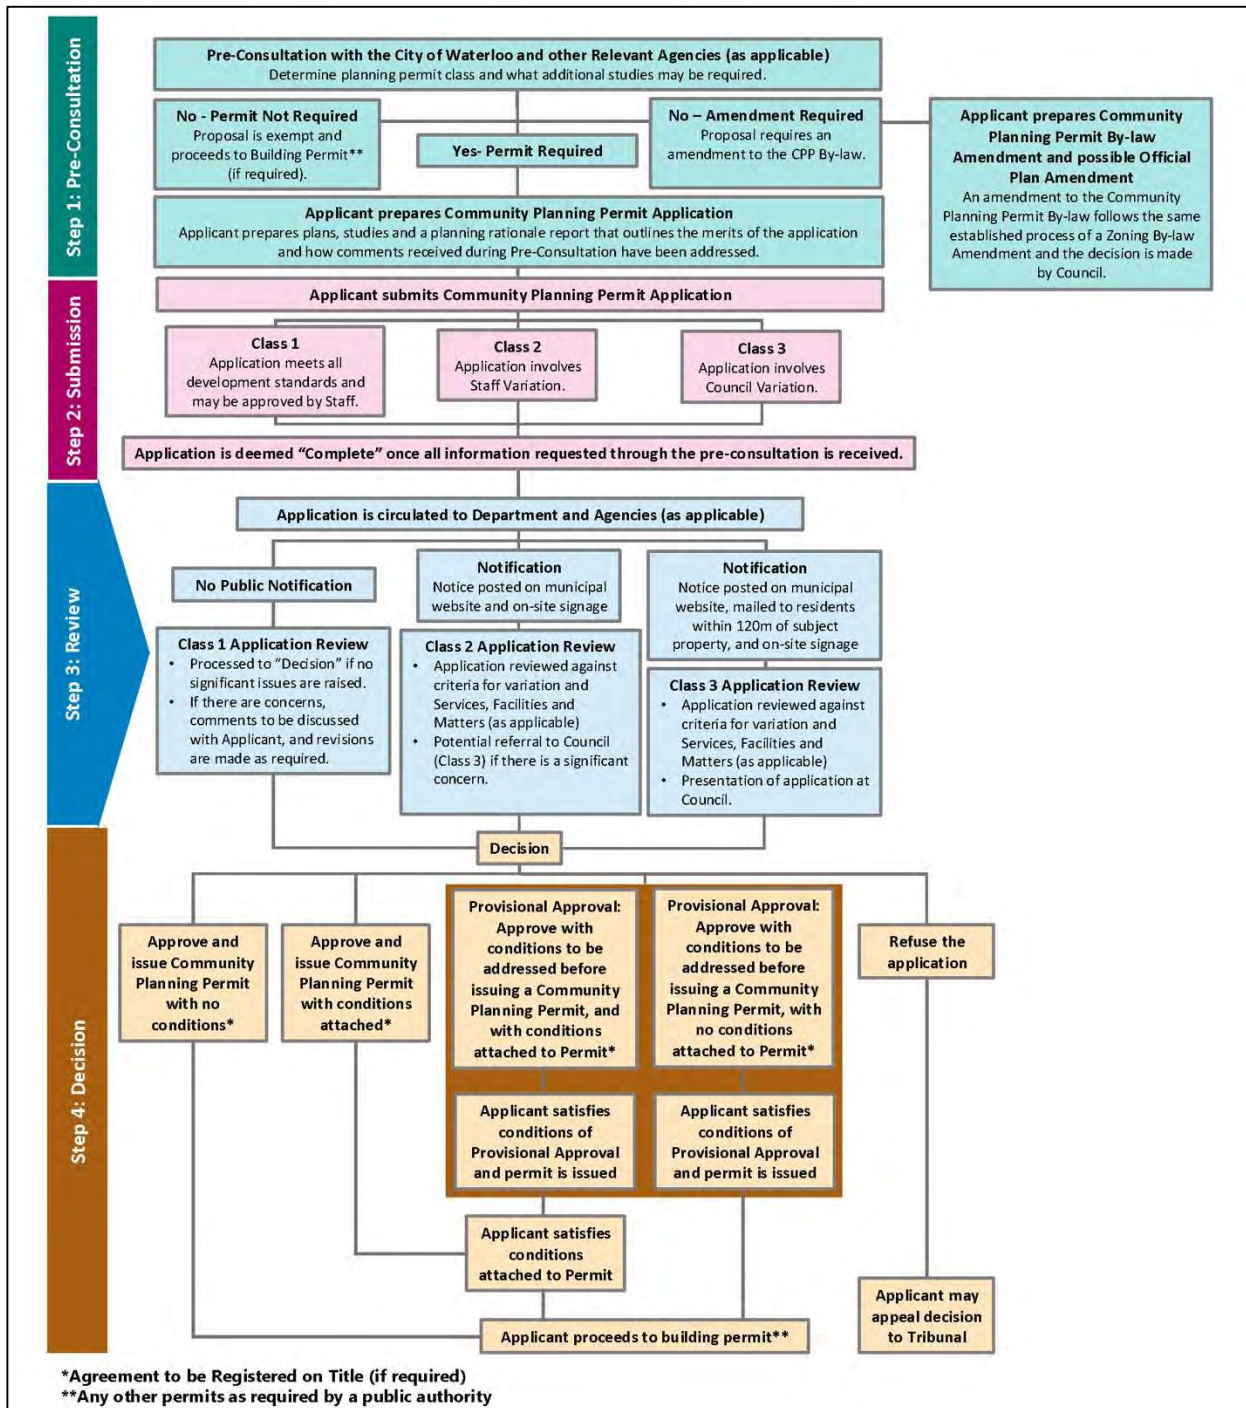 Step 1: Pre-Consultation
Pre-Consultation with the City of Waterloo and other Relevant Agencies (as applicable)
Determine planning permit class and what additional studies may be required.
No - Permit Not Required
Proposal is exempt and
proceeds to Building Permit**
(if required).
Yes- Permit Required
No – Amendment Required
Proposal requires an
amendment to the CPP By-law.
Applicant prepares Community
Planning Permit By-law
Amendment and possible Official
Plan Amendment
An amendment to the Community
Planning Permit By-law follows the same
established process of a Zoning By-law
Amendment and the decision is made
by Council.
Applicant prepares Community Planning Permit Application
Applicant prepares plans, studies and a planning rationale report that outlines the merits of the application
and how comments received during Pre-Consultation have been addressed.
Step 2: Submission
Applicant submits Community Planning Permit Application
Class 1
Application meets all
development standards and
may be approved by Staff.
Class 2
Application involves
Staff Variation.
Class 3
Application involves
Council Variation.
Application is deemed “Complete” once all information requested through the pre-consultation is received.
Step 3: Review
Application is circulated to Department and Agencies (as applicable)
No Public Notification
Notification
Notice posted on municipal
website and on-site signage
Notification
Notice posted on municipal
website, mailed to residents
within 120m of subject
property, and on-site signage
Class 1 Application Review
• Processed to “Decision” if no
significant issues are raised.
• If there are concerns,
comments to be discussed
with Applicant, and revisions
are made as required.
Class 2 Application Review
• Application reviewed against
criteria for variation and
Services, Facilities and
Matters (as applicable)
• Potential referral to Council
(Class 3) if there is a significant
concern.
Class 3 Application Review
• Application reviewed against
criteria for variation and
Services, Facilities and
Matters (as applicable)
• Presentation of application at
Council.
Step 4: Decision
Decision
Approve and
issue Community
Planning Permit
with no
conditions*
Approve and
issue Community
Planning Permit
with conditions
attached*
Provisional Approval:
Approve with
conditions to be
addressed before
issuing a Community
Planning Permit, and
with conditions
attached to Permit*
Provisional Approval:
Approve with
conditions to be
addressed before
issuing a Community
Planning Permit, with
no conditions
attached to Permit*
Refuse the
application
Applicant satisfies
conditions of
Provisional Approval
and permit is issued
Applicant satisfies
conditions of
Provisional Approval
and permit is issued
Applicant satisfies
conditions
attached to Permit
Applicant may
appeal decision
to Tribunal
Applicant proceeds to building permit**
*Agreement to be Registered on Title (if required)
**Any other permits as required by a public authority